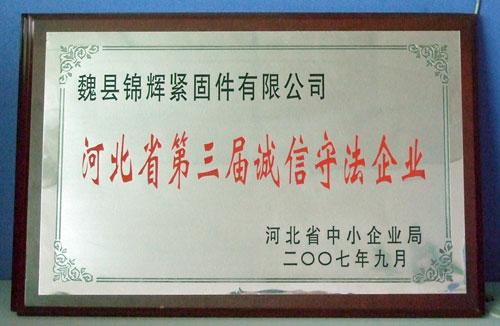 魏县锦辉紧固件有限公司
河北省第三届诚信守法企业
河北省中小企业局
二〇〇七年九月